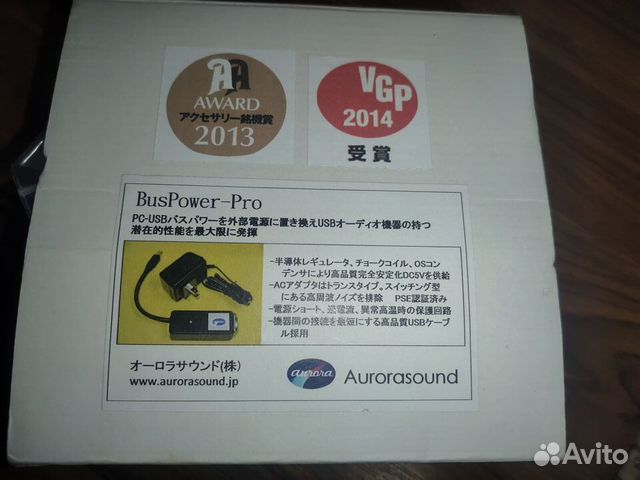 AA
AWARD
アクセサリー銘機賞
2013
VGP
2014
受賞
BusPower-Pro
PC-USBバスパワーを外部電源に置き換えUSBオーディオ機器の持つ
潜在的性能を最大限に発揮
-半導体レギュレータ、チョークコイル、OSコン
デンサにより高品質完全安定化DC5Vを供給
-ACアダプタはトランスタイプ。スイッチング型
にある高周波ノイズを排除 PSE認証済み
-電源ショート、逆電流、異常高温時の保護回路
-機器間の接続を最短にする高品質USBケーブ
ル採用
オーロラサウンド(株)
www.aurorasound.jp
aurora
Aurorasound
Avito